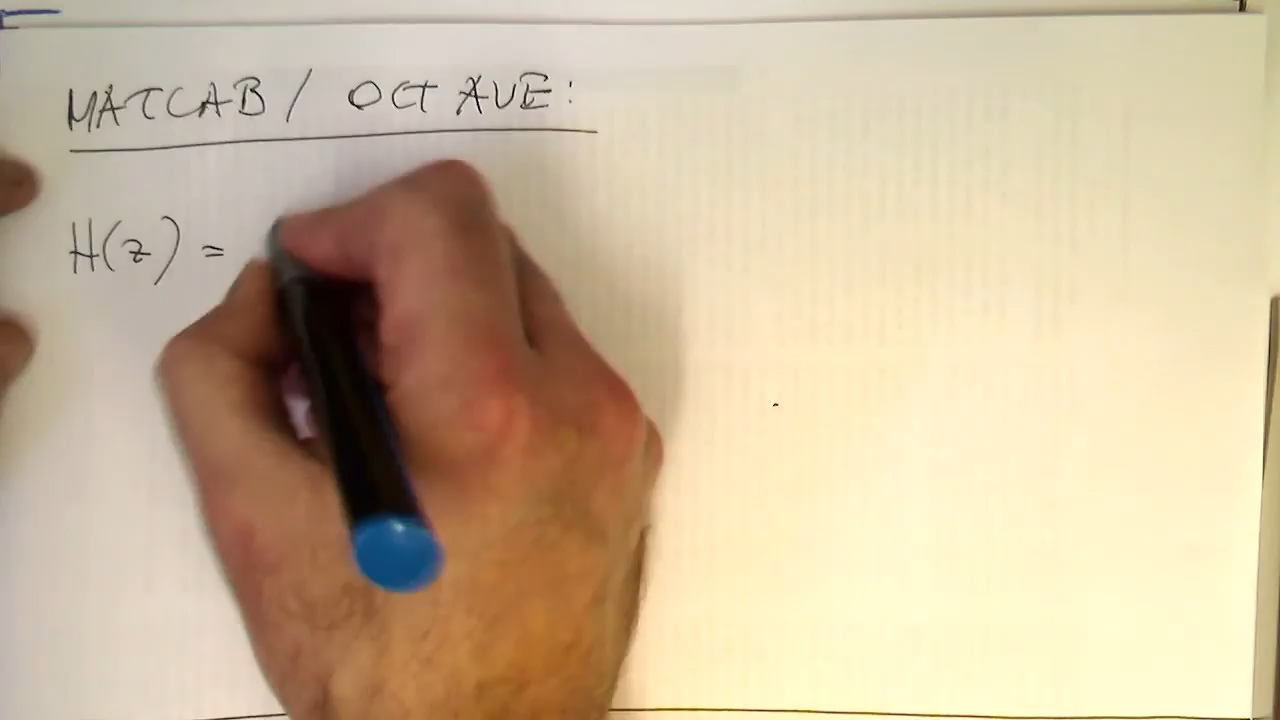 MATLAB / OCTAVE:
H(z) =